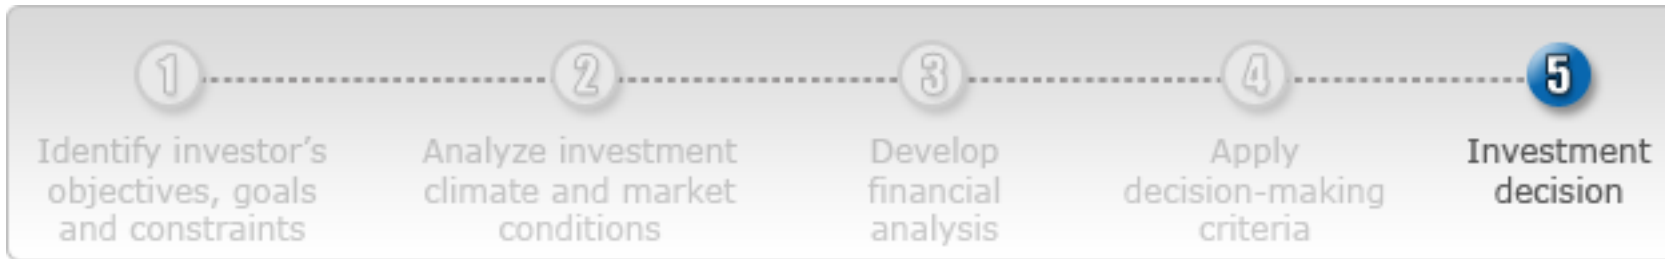 1
2
3
4
5
Identify investor's
objectives, goals
and constraints
Analyze investment
climate and market
conditions
Develop
financial
analysis
Apply
decision-making
criteria
Investment
decision